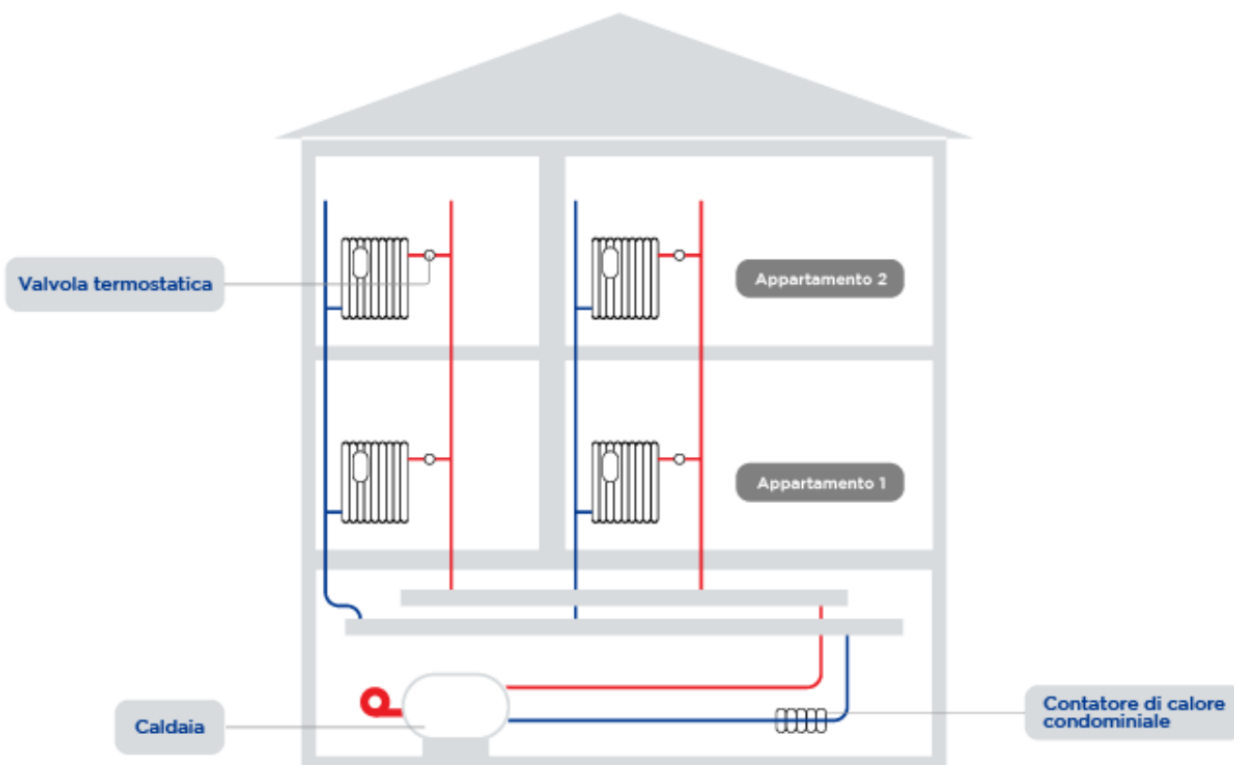 Valvola termostatica
Appartamento 2
Appartamento 1
Caldaia
Contatore di calore
condominiale